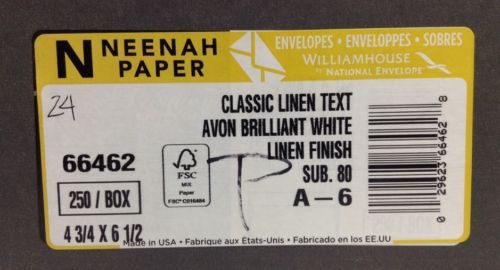 N NEENAH PAPER
ENVELOPES • ENVELOPPES • SOBRES
WILLIAMHOUSE
BY NATIONAL ENVELOPE
24
CLASSIC LINEN TEXT
AVON BRILLIANT WHITE
LINEN FINISH
SUB. 80
A-6
66462
250 / BOX
4 3/4 X 6 1/2
FSC
MIX
Paper
FSC® C016464
T
0 29623 66462 8
Made in USA • Fabriqué aux États-Unis • Fabricado en los EE.UU